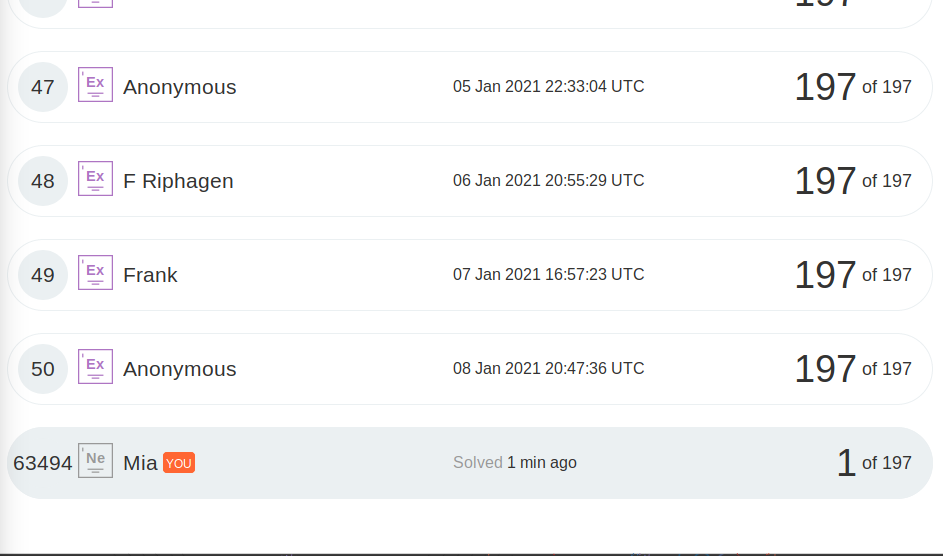 197
47 Ex Anonymous 05 Jan 2021 22:33:04 UTC 197 of 197
48 Ex F Riphagen 06 Jan 2021 20:55:29 UTC 197 of 197
49 Ex Frank 07 Jan 2021 16:57:23 UTC 197 of 197
50 Ex Anonymous 08 Jan 2021 20:47:36 UTC 197 of 197
63494 Ne Mia YOU Solved 1 min ago 1 of 197